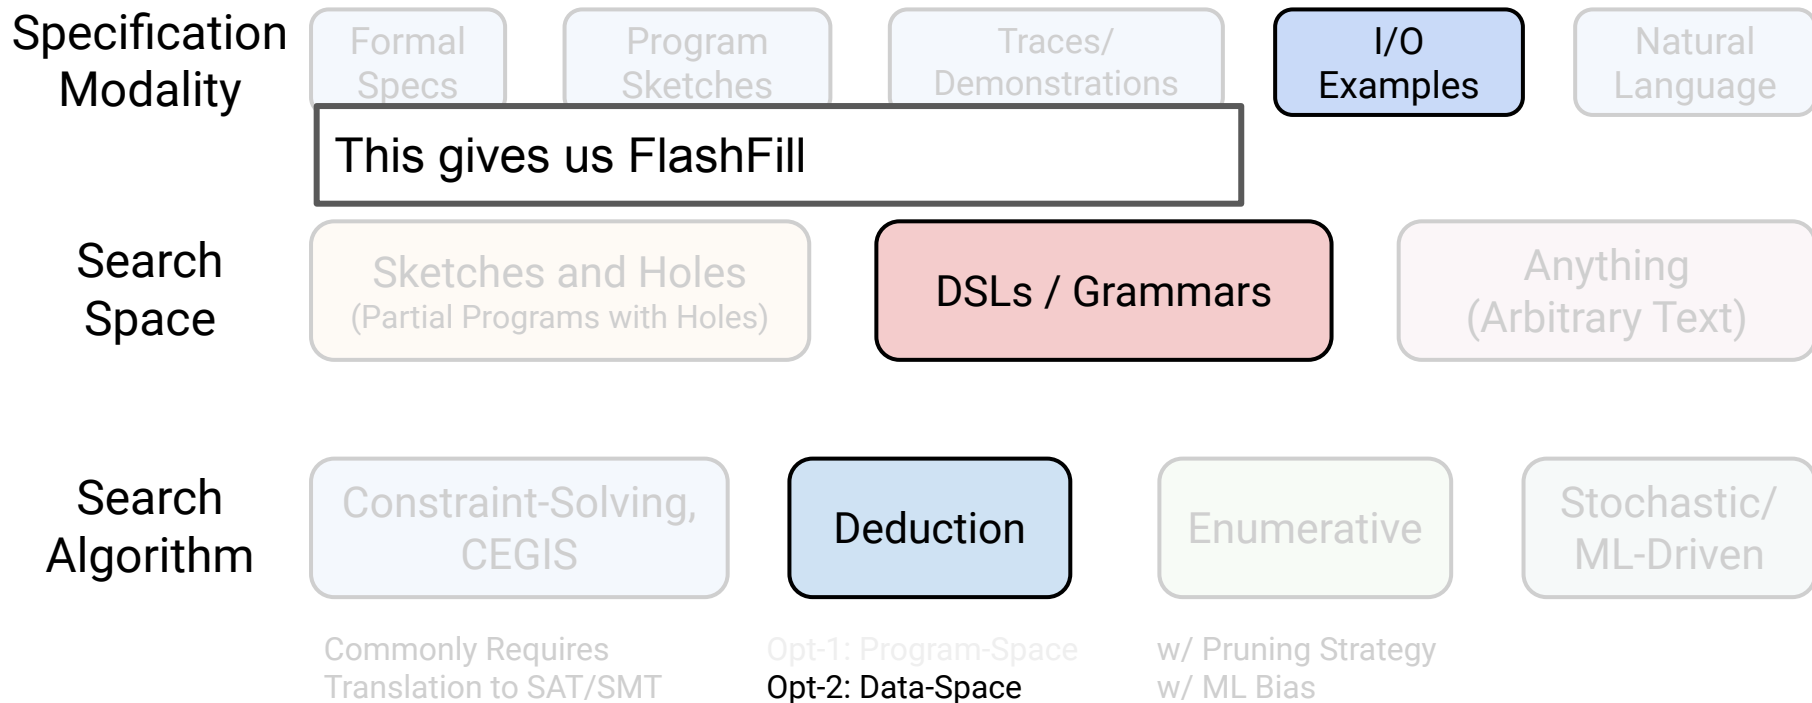 Specification
Modality
Formal
Specs
Program
Sketches
Traces/
Demonstrations
I/O
Examples
Natural
Language
This gives us FlashFill
Search
Space
Sketches and Holes
(Partial Programs with Holes)
DSLs / Grammars
Anything
(Arbitrary Text)
Search
Algorithm
Constraint-Solving,
CEGIS
Deduction
Enumerative
Stochastic/
ML-Driven
Commonly Requires
Translation to SAT/SMT
Opt-1: Program-Space
Opt-2: Data-Space
w/ Pruning Strategy
w/ ML Bias